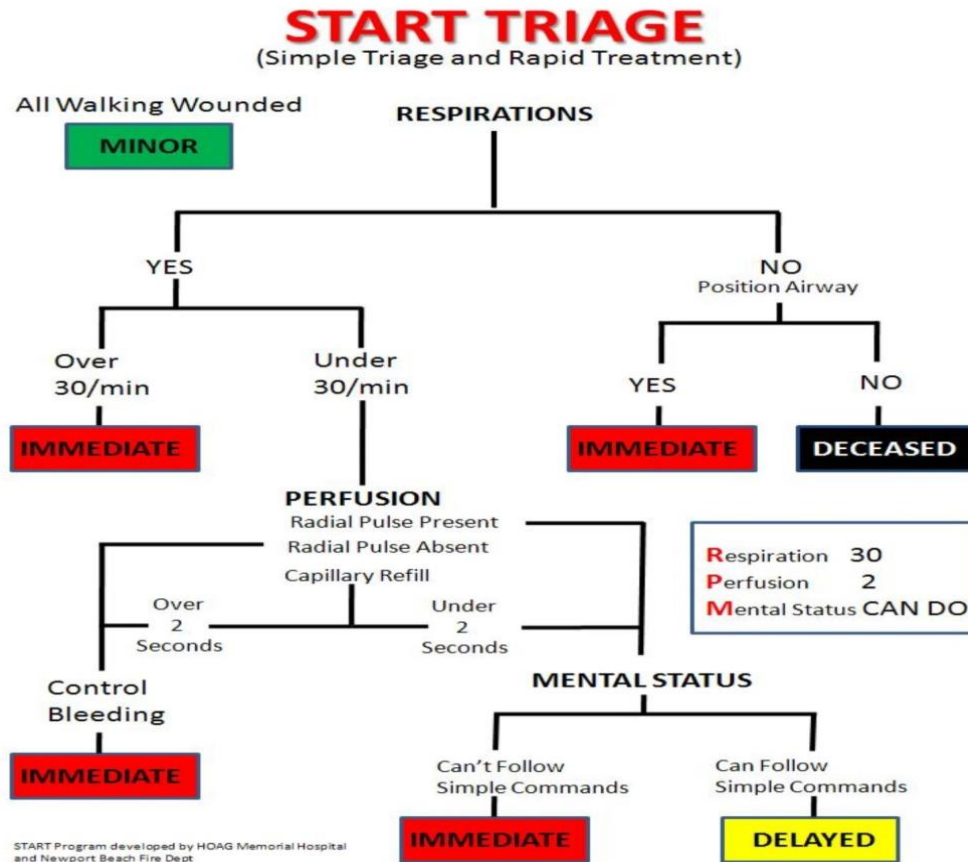 START TRIAGE
(Simple Triage and Rapid Treatment)
All Walking Wounded
MINOR
RESPIRATIONS
YES
NO
Position Airway
Over
30/min
Under
30/min
YES
NO
IMMEDIATE
IMMEDIATE
DECEASED
PERFUSION
Radial Pulse Present
Radial Pulse Absent
Capillary Refill
Over
2
Seconds
Under
2
Seconds
Respiration 30
Perfusion 2
Mental Status CAN DO
Control
Bleeding
IMMEDIATE
MENTAL STATUS
Can't Follow
Simple Commands
Can Follow
Simple Commands
IMMEDIATE
DELAYED
START Program developed by HOAG Memorial Hospital
and Newport Beach Fire Dept